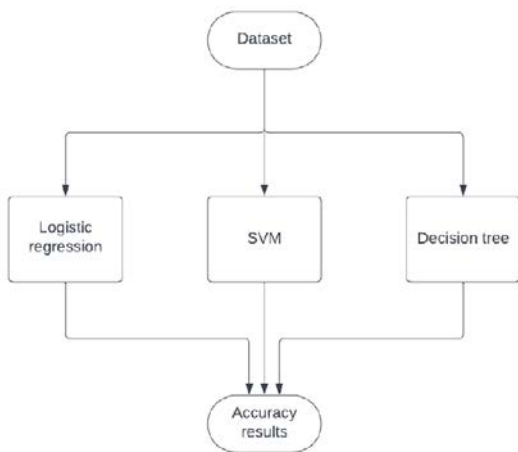 Dataset
Logistic
regression
SVM
Decision tree
Accuracy
results